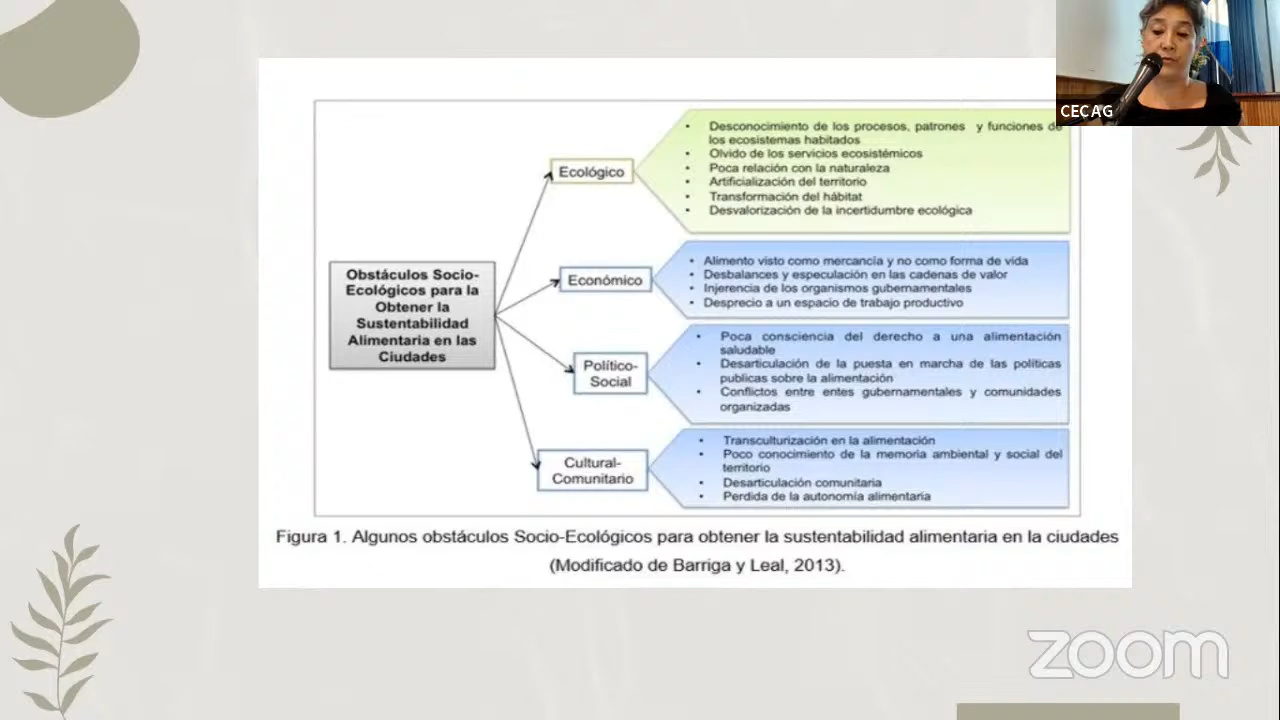 CECAG
Desconocimiento de los procesos, patrones y funciones de
los ecosistemas habitados
Olvido de los servicios ecosistémicos
Poca relación con la naturaleza
Artificialización del territorio
Transformación del hábitat
Desvalorización de la incertidumbre ecológica
Ecológico
Obstáculos Socio-
Ecológicos para la
Obtener la
Sustentabilidad
Alimentaria en las
Ciudades
Económico
Alimento visto como mercancía y no como forma de vida
Desbalances y especulación en las cadenas de valor
Injerencia de los organismos gubernamentales
Desprecio a un espacio de trabajo productivo
Político-
Social
Poca consciencia del derecho a una alimentación
saludable
Desarticulación de la puesta en marcha de las políticas
publicas sobre la alimentación
Conflictos entre entes gubernamentales y comunidades
organizadas
Cultural-
Comunitario
Transculturización en la alimentación
Poco conocimiento de la memoria ambiental y social del
territorio
Desarticulación comunitaria
Perdida de la autonomía alimentaria
Figura 1. Algunos obstáculos Socio-Ecológicos para obtener la sustentabilidad alimentaria en la ciudades
(Modificado de Barriga y Leal, 2013).
zoom